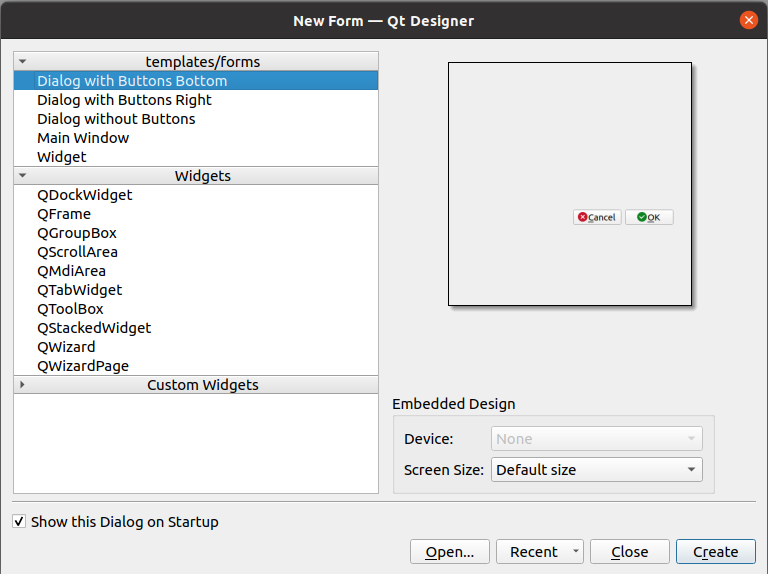 New Form — Qt Designer
templates/forms
Dialog with Buttons Bottom
Dialog with Buttons Right
Dialog without Buttons
Main Window
Widget
Widgets
QDockWidget
QFrame
QGroupBox
QScrollArea
QMdiArea
QTabWidget
QToolBox
QStackedWidget
QWizard
QWizardPage
Custom Widgets
Cancel OK
Embedded Design
Device: None
Screen Size: Default size
Show this Dialog on Startup
Open... Recent Close Create